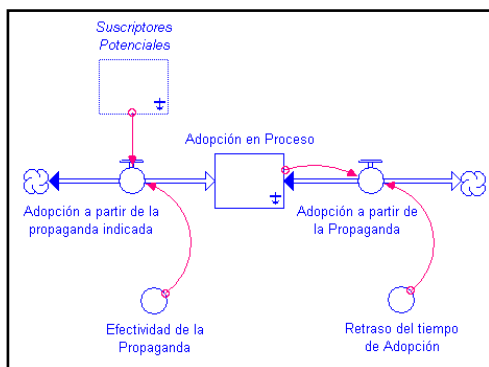 Suscriptores
Potenciales
Adopción en Proceso
Adopción a partir de la
propaganda indicada
Adopción a partir de
la Propaganda
Efectividad de la
Propaganda
Retraso del tiempo
de Adopción